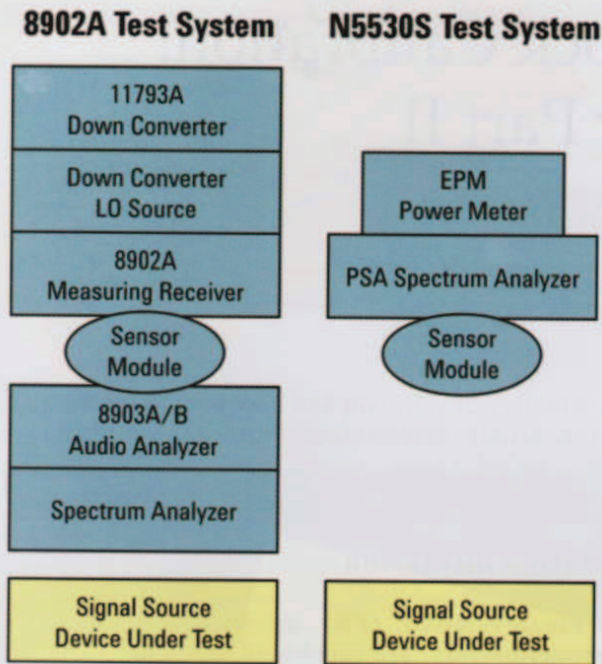 8902A Test System
11793A
Down Converter
Down Converter
LO Source
8902A
Measuring Receiver
Sensor
Module
8903A/B
Audio Analyzer
Spectrum Analyzer
Signal Source
Device Under Test
N5530S Test System
EPM
Power Meter
PSA Spectrum Analyzer
Sensor
Module
Signal Source
Device Under Test